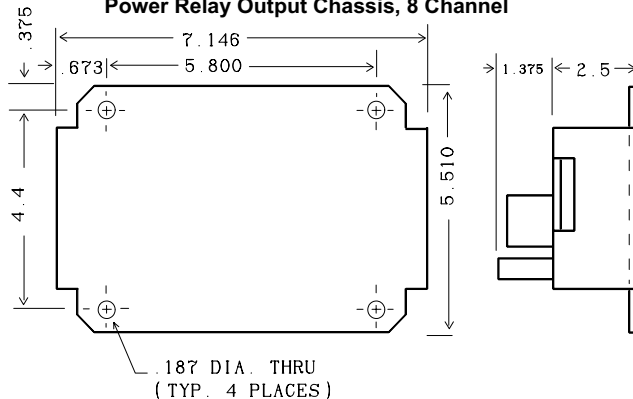 Power Relay Output Chassis, 8 Channel
.375
7.146
.673
5.800
1.375
2.5
4.4
5.510
.187 DIA. THRU
(TYP. 4 PLACES)